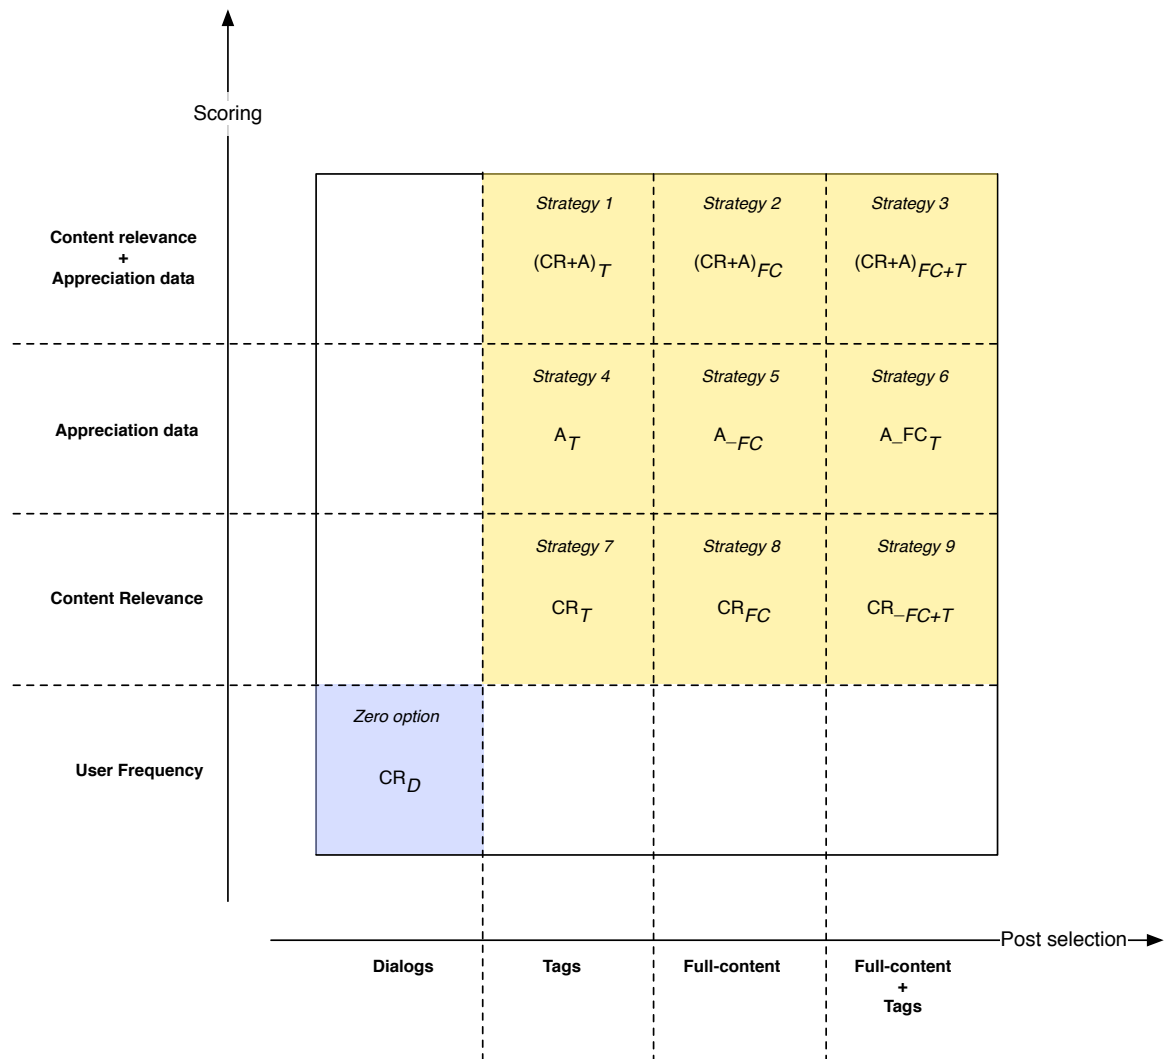 Scoring
Content relevance
+
Appreciation data
Strategy 1
Strategy 2
Strategy 3
(CR+A)T
(CR+A)FC
(CR+A)FC+T
Appreciation data
Strategy 4
Strategy 5
Strategy 6
AT
A_FC
A_FCT
Content Relevance
Strategy 7
Strategy 8
Strategy 9
CRT
CRFC
CR_FC+T
User Frequency
Zero option
CRD
Post selection
Dialogs
Tags
Full-content
Full-content
+
Tags